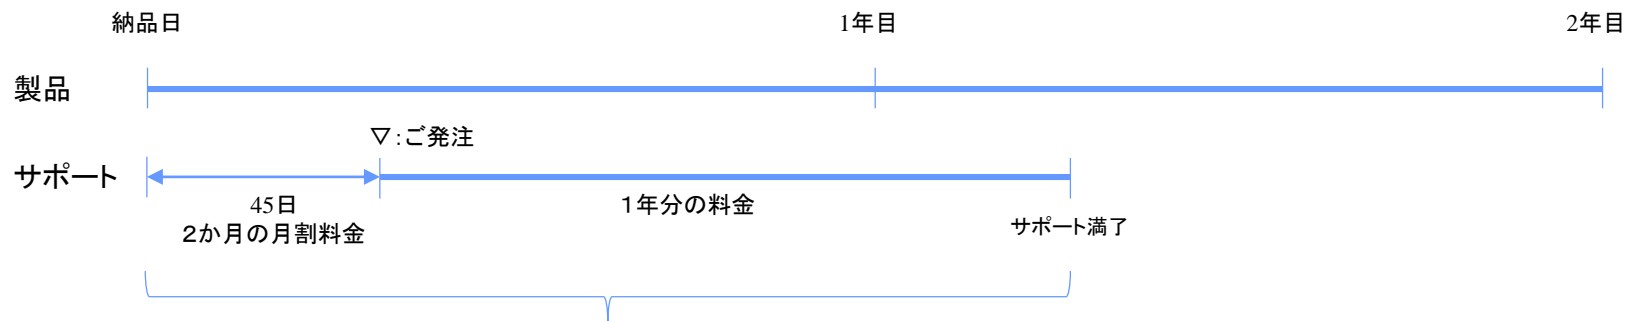 納品日
1年目
2年目
製品
▽:ご発注
サポート
45日
1年分の料金
2か月の月割料金
サポート満了